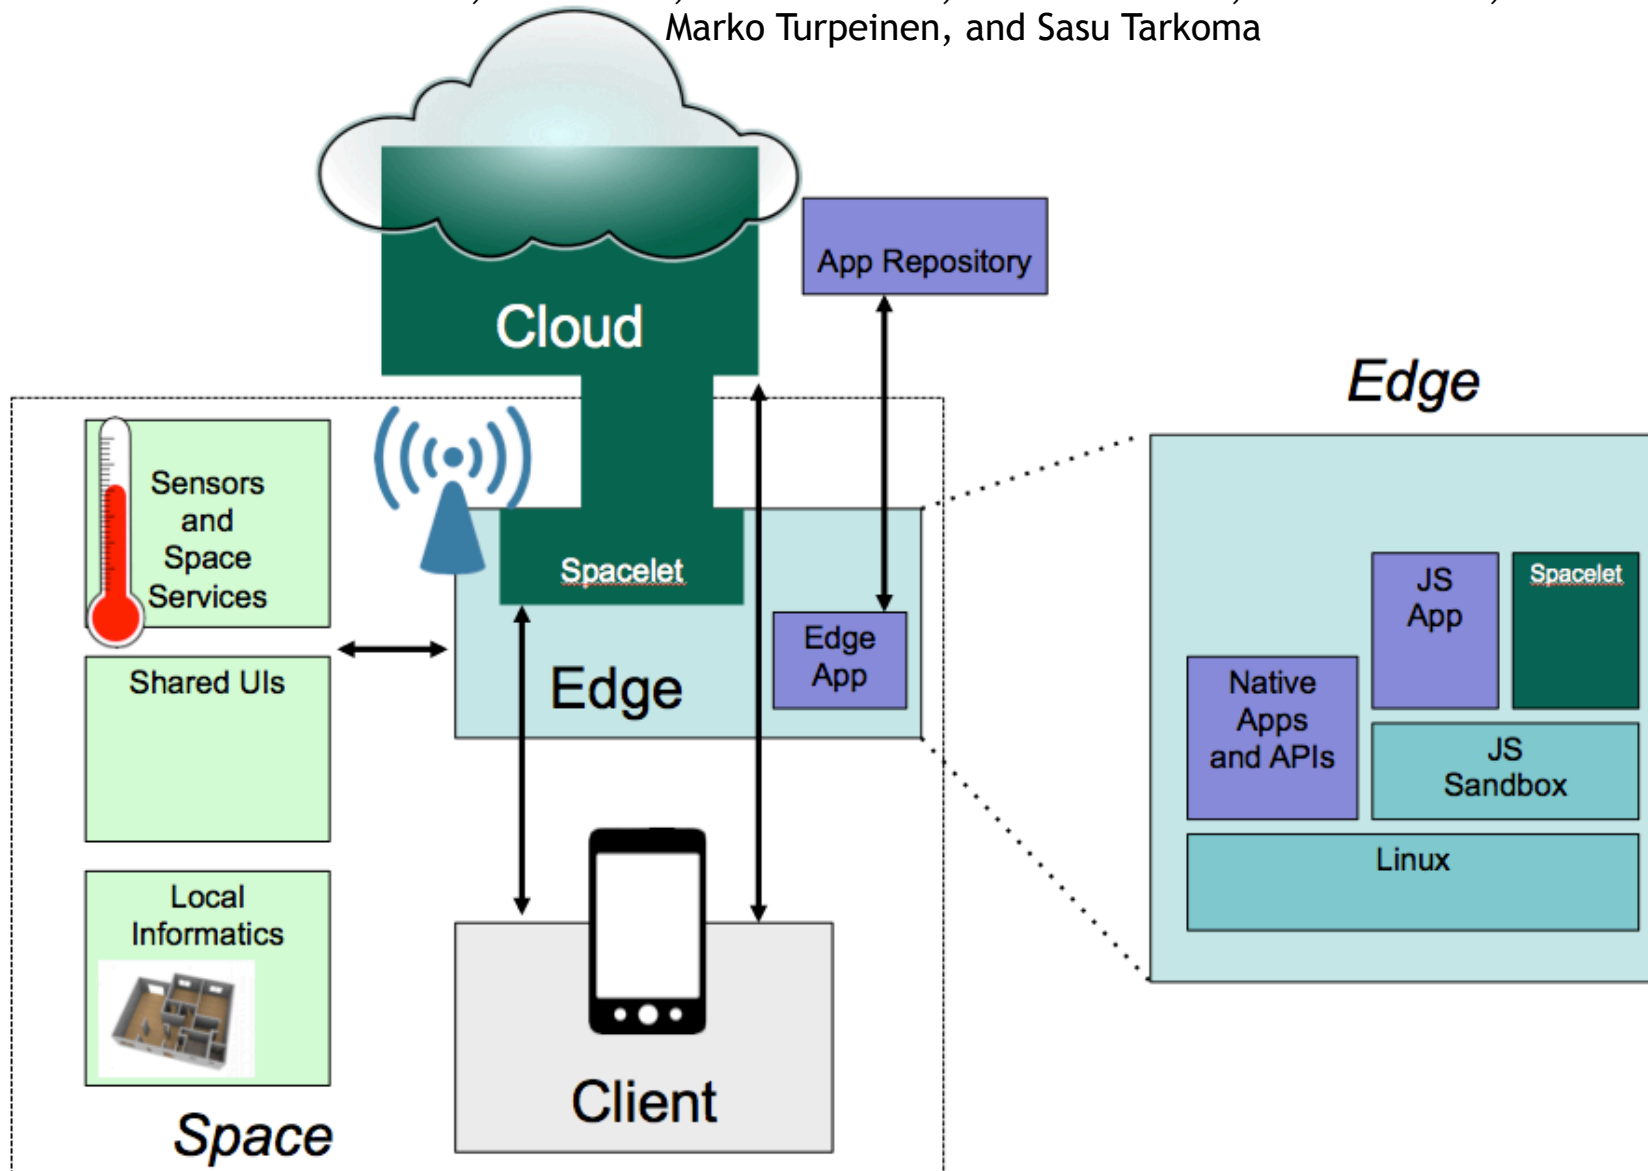 Marko Turpeinen, and Sasu Tarkoma
App Repository
Cloud
Edge
Sensors
and
Space
Services
Spacelet
Shared UIs
Edge
App
Edge
Local
Informatics
Client
Space
JS
App
Spacelet
Native
Apps
and APIs
JS
Sandbox
Linux